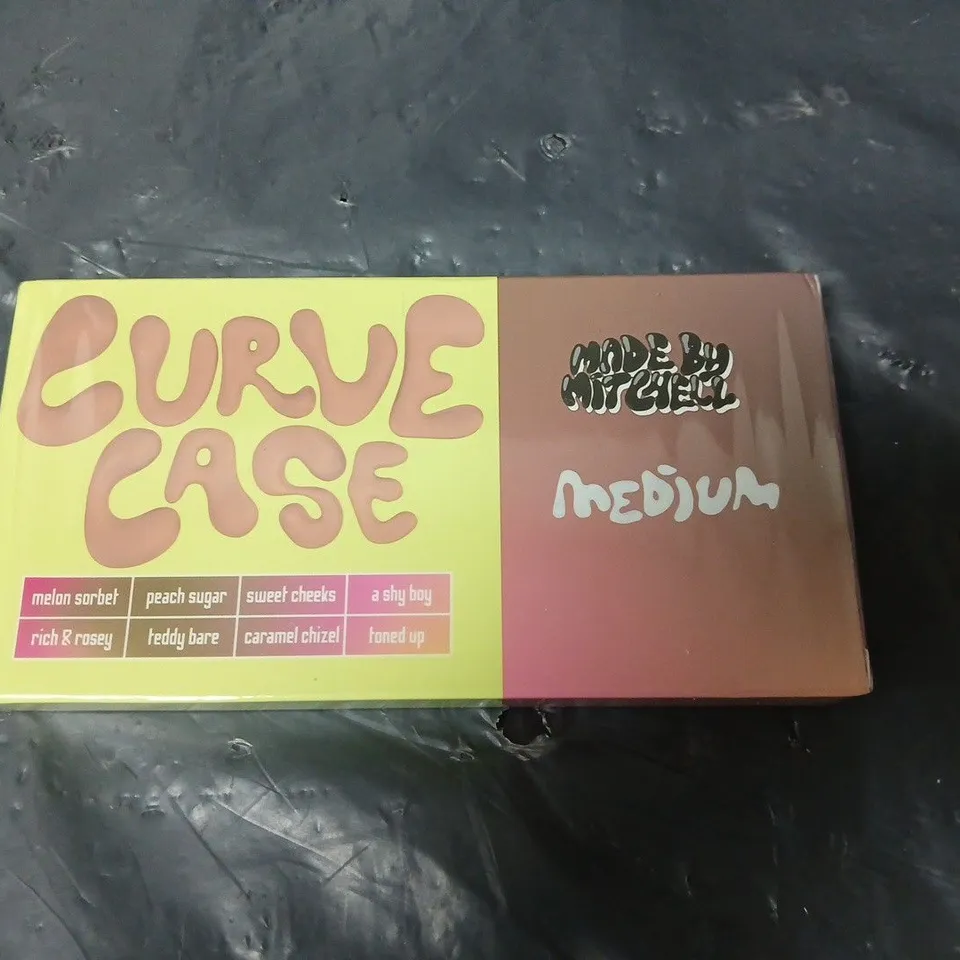 CURVE
CASE
melon sorbet peach sugar sweet cheeks a shy boy
rich & rosey teddy bare caramel chizel toned up
MADE BY
MITCHELL
MEDIUM